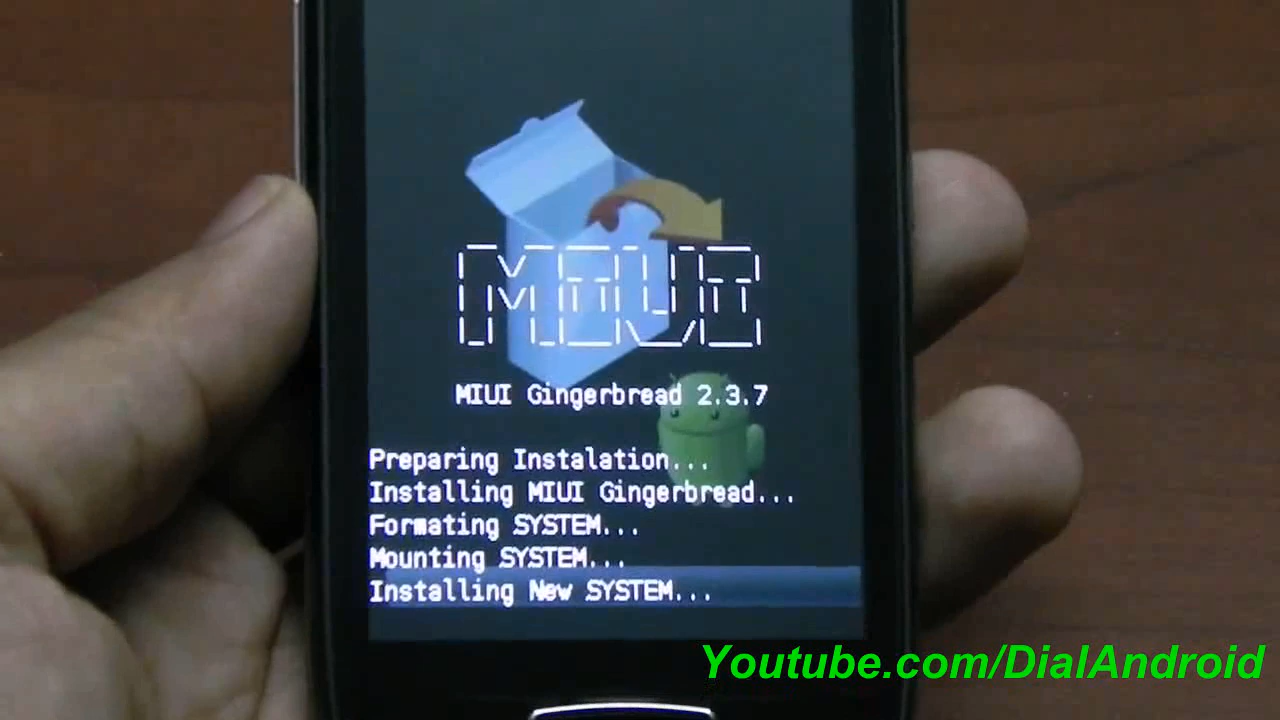 MIUI
MIUI Gingerbread 2.3.7
Preparing Instalation...
Installing MIUI Gingerbread...
Formating SYSTEM...
Mounting SYSTEM...
Installing New SYSTEM...
Youtube.com/DialAndroid